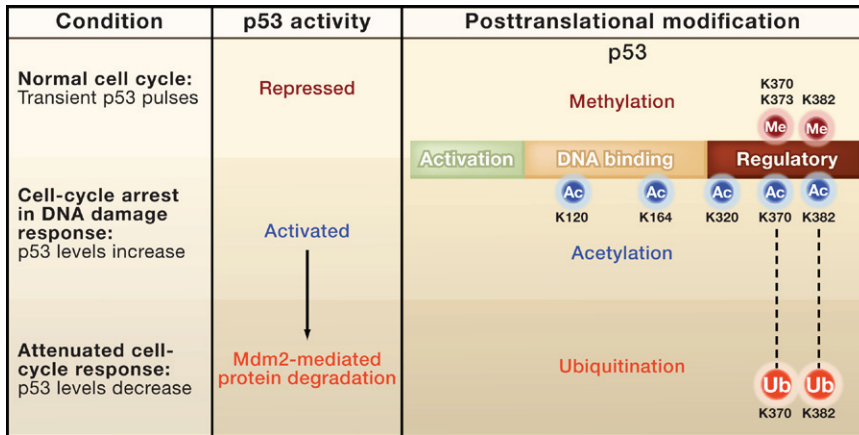 Condition
p53 activity
Posttranslational modification
p53
Normal cell cycle:
Transient p53 pulses
Repressed
Methylation
K370
K373
K382
Me
Me
Activation
DNA binding
Regulatory
Cell-cycle arrest
in DNA damage
response:
p53 levels increase
Activated
Ac
Ac
Ac
Ac
Ac
K120
K164
K320
K370
K382
Acetylation
Attenuated cell-
cycle response:
p53 levels decrease
Mdm2-mediated
protein degradation
Ubiquitination
Ub
Ub
K370
K382